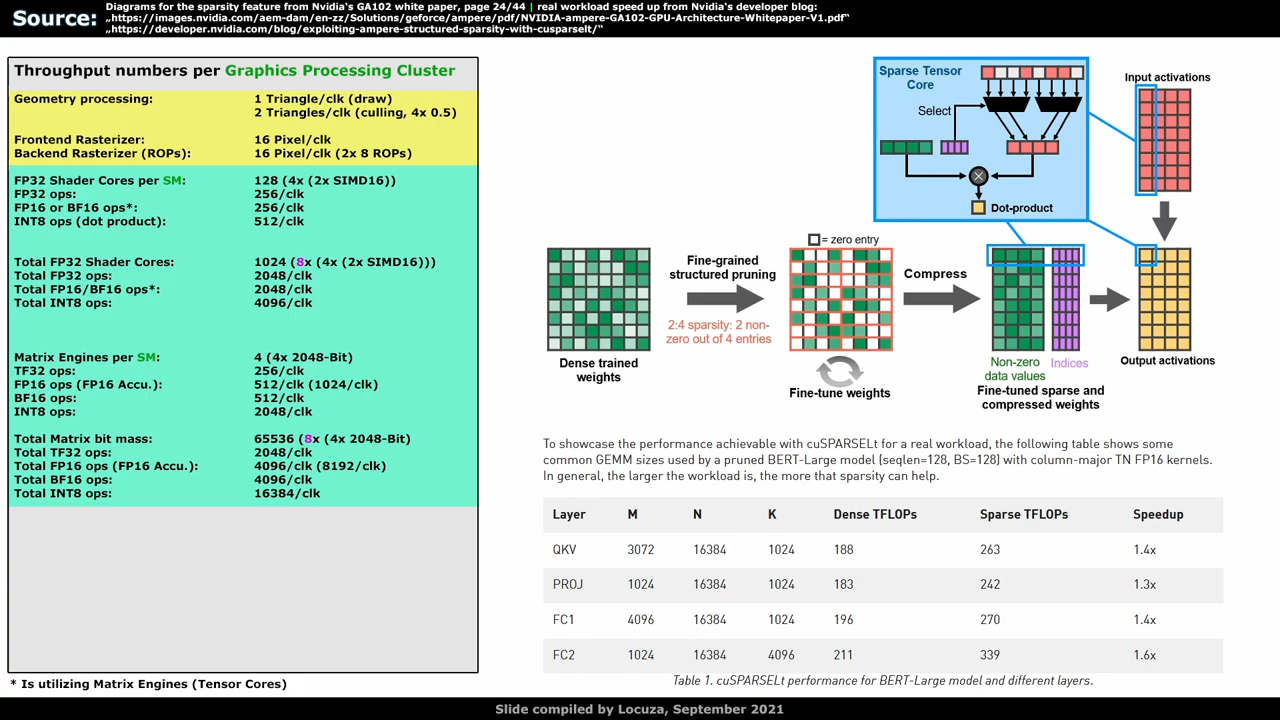 Source:
Diagrams for the sparsity feature from Nvidia‘s GA102 white paper, page 24/44 | real workload speed up from Nvidia‘s developer blog:
„https://images.nvidia.com/aem-dam/en-zz/Solutions/geforce/ampere/pdf/NVIDIA-ampere-GA102-GPU-Architecture-Whitepaper-V1.pdf“
„https://developer.nvidia.com/blog/exploiting-ampere-structured-sparsity-with-cusparselt/“
Throughput numbers per Graphics Processing Cluster
Geometry processing: 1 Triangle/clk (draw)
2 Triangles/clk (culling, 4x 0.5)
Frontend Rasterizer: 16 Pixel/clk
Backend Rasterizer (ROPs): 16 Pixel/clk (2x 8 ROPs)
FP32 Shader Cores per SM: 128 (4x (2x SIMD16))
FP32 ops: 256/clk
FP16 or BF16 ops*: 256/clk
INT8 ops (dot product): 512/clk
Total FP32 Shader Cores: 1024 (8x (4x (2x SIMD16)))
Total FP32 ops: 2048/clk
Total FP16/BF16 ops*: 2048/clk
Total INT8 ops: 4096/clk
Matrix Engines per SM: 4 (4x 2048-Bit)
TF32 ops: 256/clk
FP16 ops (FP16 Accu.): 512/clk (1024/clk)
BF16 ops: 512/clk
INT8 ops: 2048/clk
Total Matrix bit mass: 65536 (8x (4x 2048-Bit)
Total TF32 ops: 2048/clk
Total FP16 ops (FP16 Accu.): 4096/clk (8192/clk)
Total BF16 ops: 4096/clk
Total INT8 ops: 16384/clk
* Is utilizing Matrix Engines (Tensor Cores)
Sparse Tensor
Core
Select
Dot-product
Input activations
= zero entry
Fine-grained
structured pruning
2:4 sparsity: 2 non-
zero out of 4 entries
Compress
Dense trained
weights
Fine-tune weights
Non-zero
data values
Indices
Fine-tuned sparse and
compressed weights
Output activations
To showcase the performance achievable with cuSPARSELt for a real workload, the following table shows some
common GEMM sizes used by a pruned BERT-Large model (seqlen=128, BS=128) with column-major TN FP16 kernels.
In general, the larger the workload is, the more that sparsity can help.
Layer M N K Dense TFLOPs Sparse TFLOPs Speedup
QKV 3072 16384 1024 188 263 1.4x
PROJ 1024 16384 1024 183 242 1.3x
FC1 4096 16384 1024 196 270 1.4x
FC2 1024 16384 4096 211 339 1.6x
Table 1. cuSPARSELt performance for BERT-Large model and different layers.
Slide compiled by Locuza, September 2021